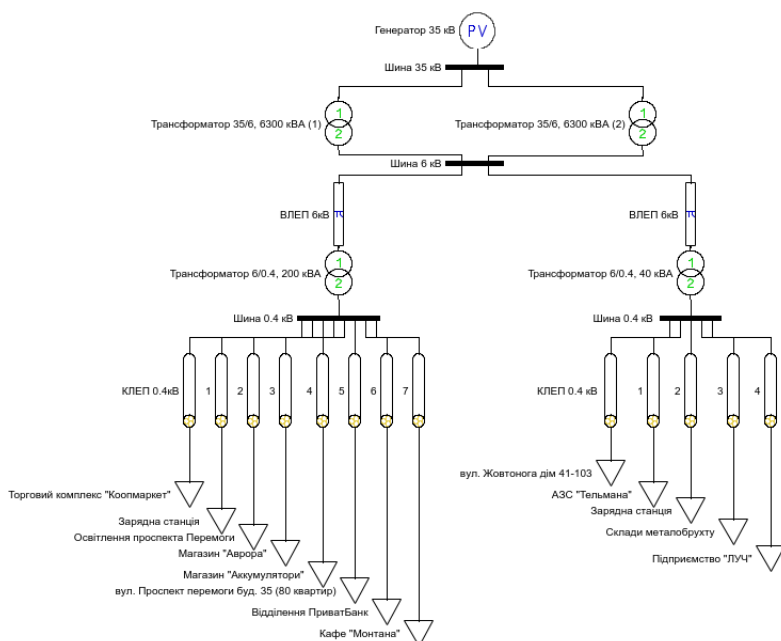 Генератор 35 кВ
PV
Шина 35 кВ
Трансформатор 35/6, 6300 кВА (1)
1
2
Трансформатор 35/6, 6300 кВА (2)
1
2
Шина 6 кВ
ВЛЕП 6кВ
ВЛЕП 6кВ
Трансформатор 6/0.4, 200 кВА
1
2
Трансформатор 6/0.4, 40 кВА
1
2
Шина 0.4 кВ
Шина 0.4 кВ
КЛЕП 0.4кВ
1
2
3
4
5
6
7
КЛЕП 0.4 кВ
1
2
3
4
Торговий комплекс "Коопмаркет"
Зарядна станція
Освітлення проспекта Перемоги
Магазин "Аврора"
Магазин "Аккумулятори"
вул. Проспект перемоги буд. 35 (80 квартир)
Відділення ПриватБанк
Кафе "Монтана"
вул. Жовтонога дім 41-103
АЗС "Тельмана"
Зарядна станція
Склади металобрухту
Підприємство "ЛУЧ"